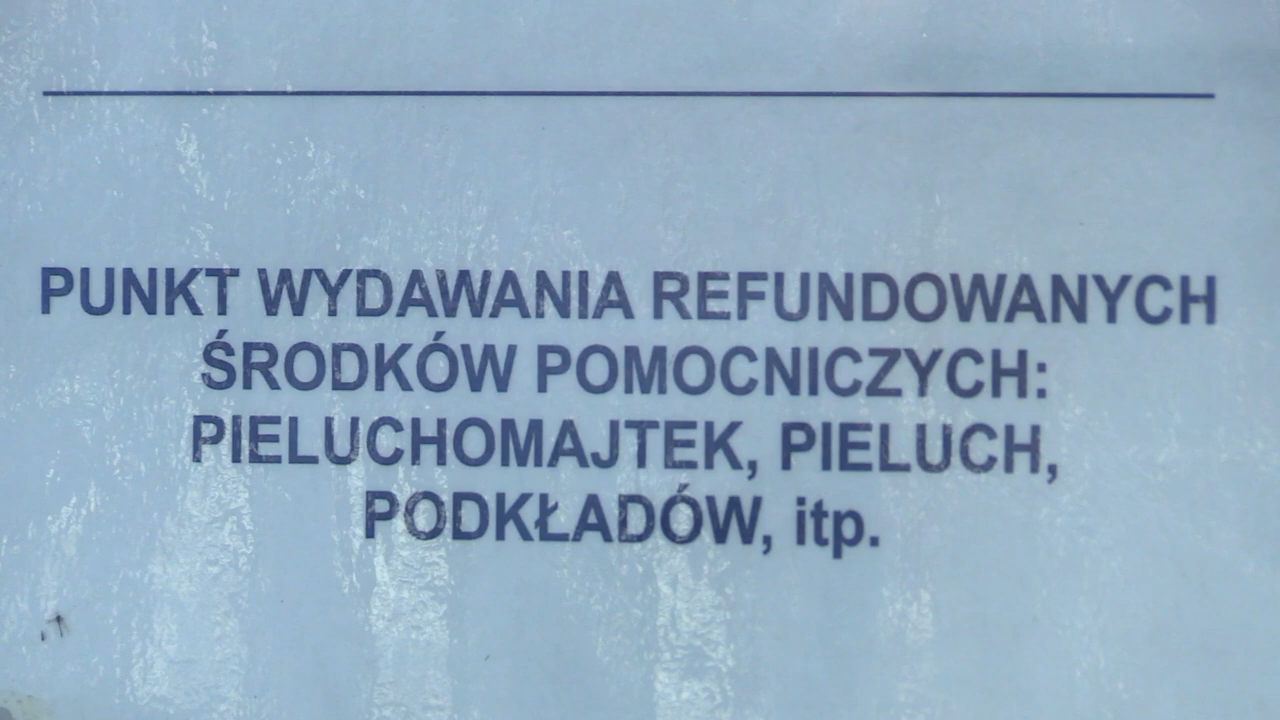 PUNKT WYDAWANIA REFUNDOWANYCH
ŚRODKÓW POMOCNICZYCH:
PIELUCHOMAJTEK, PIELUCH,
PODKŁADÓW, itp.